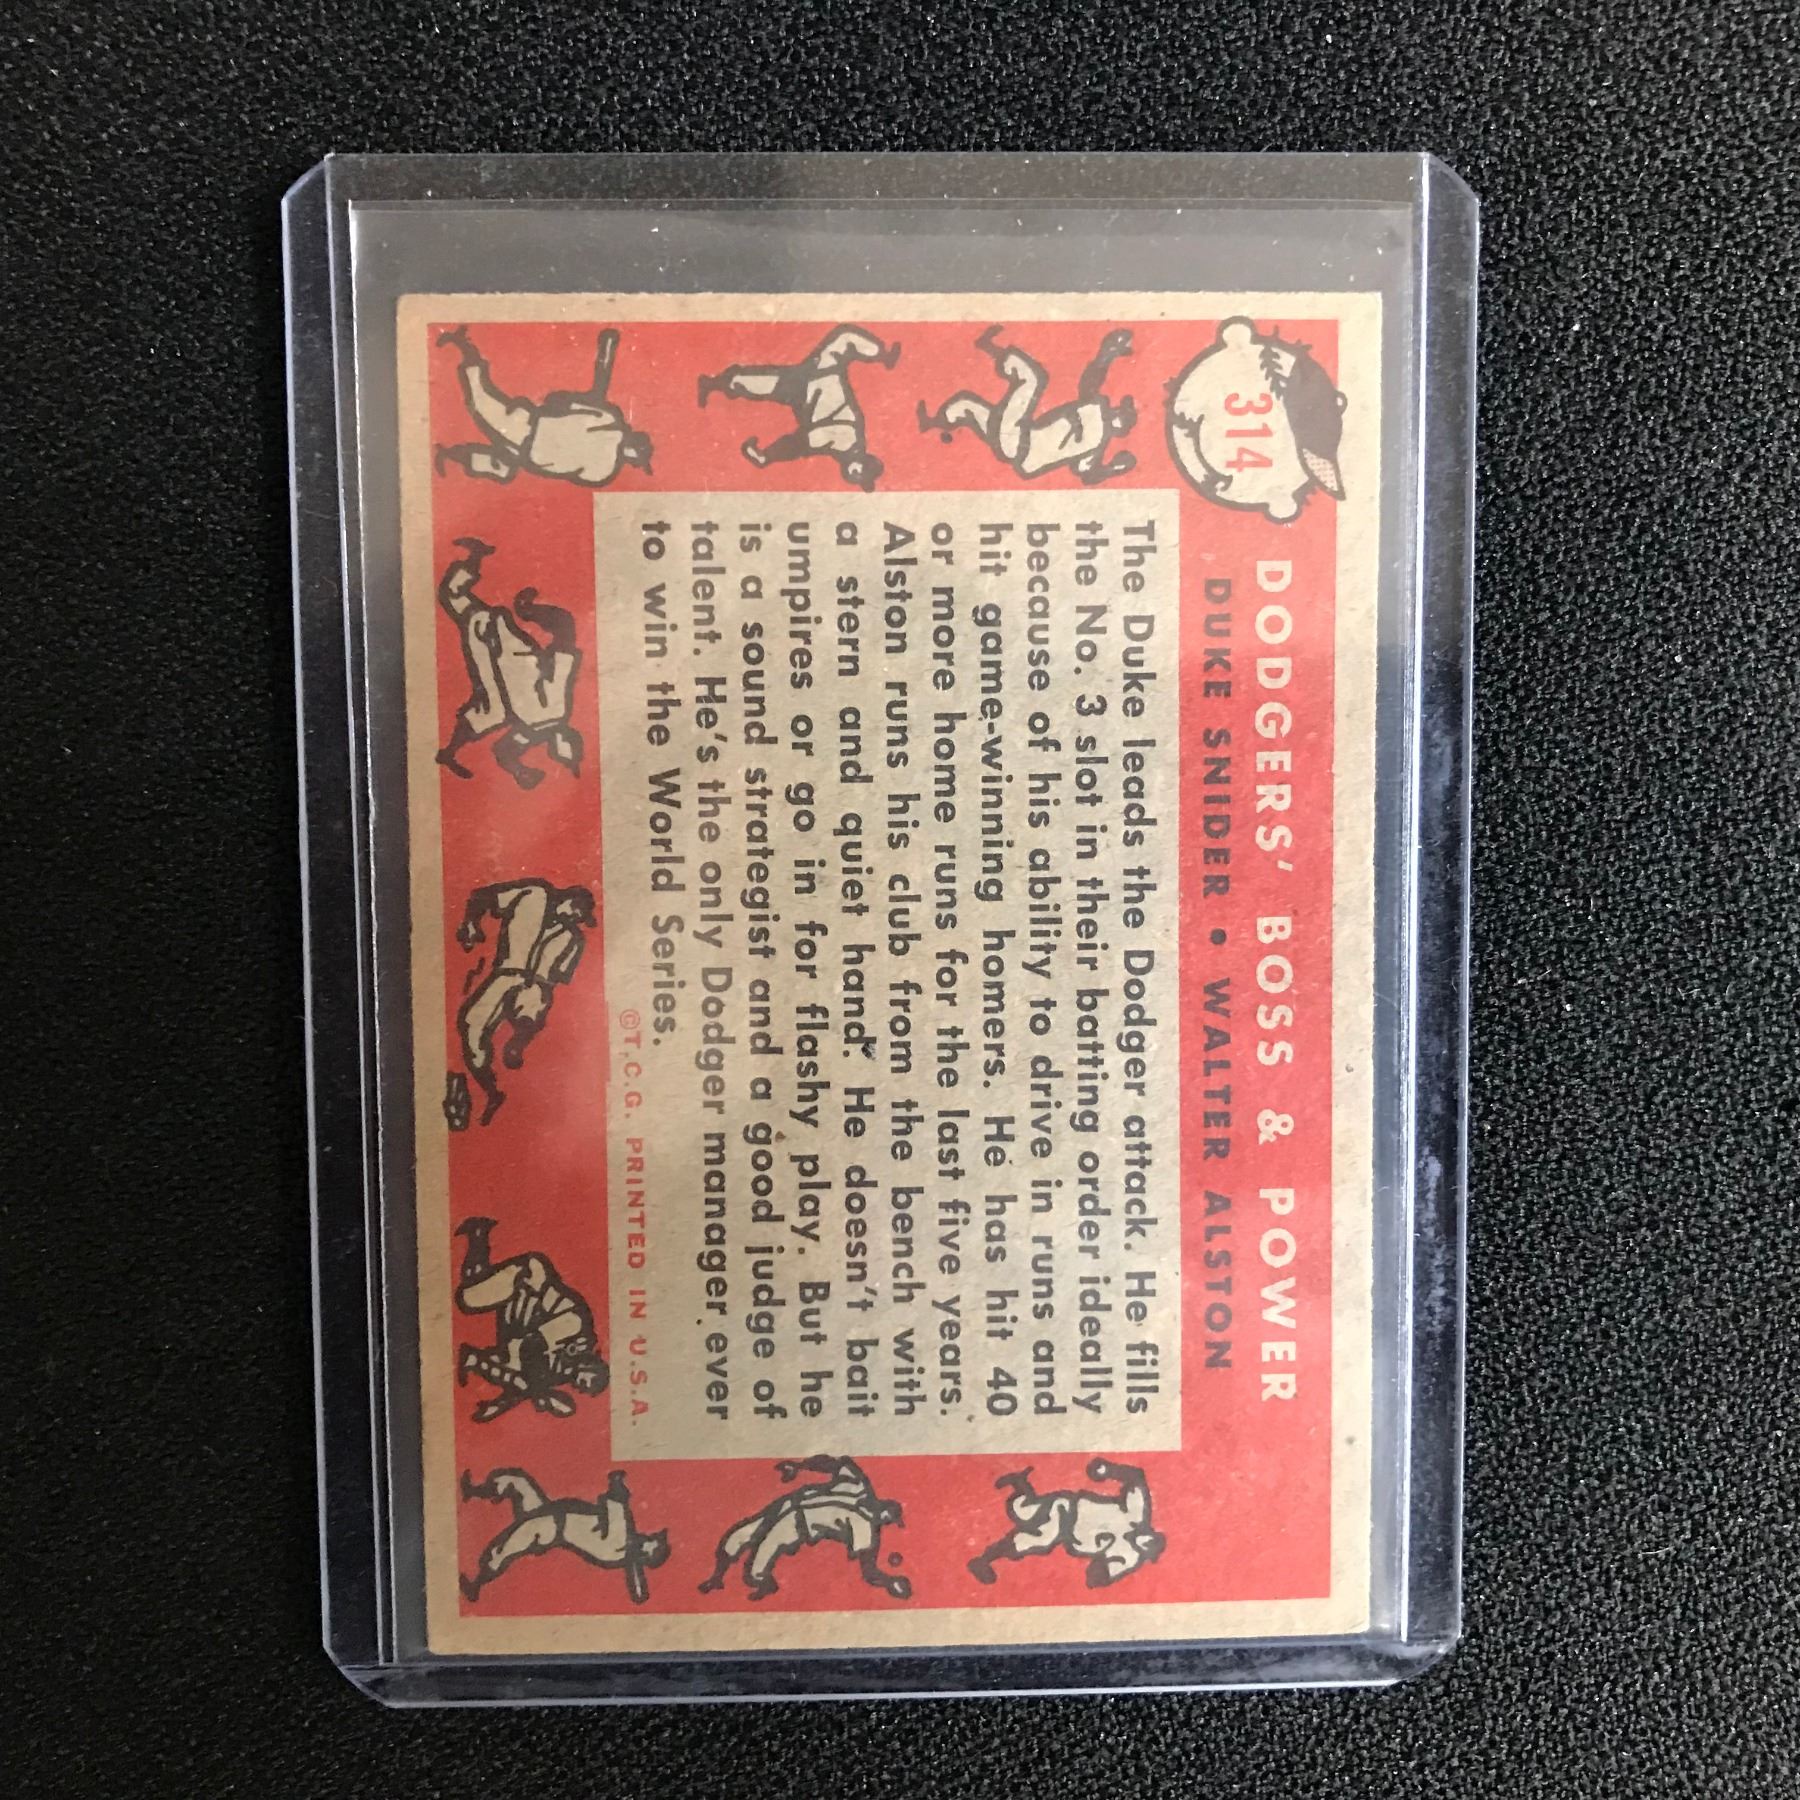 314
DODGERS' BOSS & POWER
DUKE SNIDER • WALTER ALSTON
The Duke leads the Dodger attack. He fills
the No. 3 slot in their batting order ideally
because of his ability to drive in runs and
hit game-winning homers. He has hit 40
or more home runs for the last five years.
Alston runs his club from the bench with
a stern and quiet hand. He doesn't bait
umpires or go in for flashy play. But he
is a sound strategist and a good judge of
talent. He's the only Dodger manager ever
to win the World Series.
©T.C.G. PRINTED IN U.S.A.